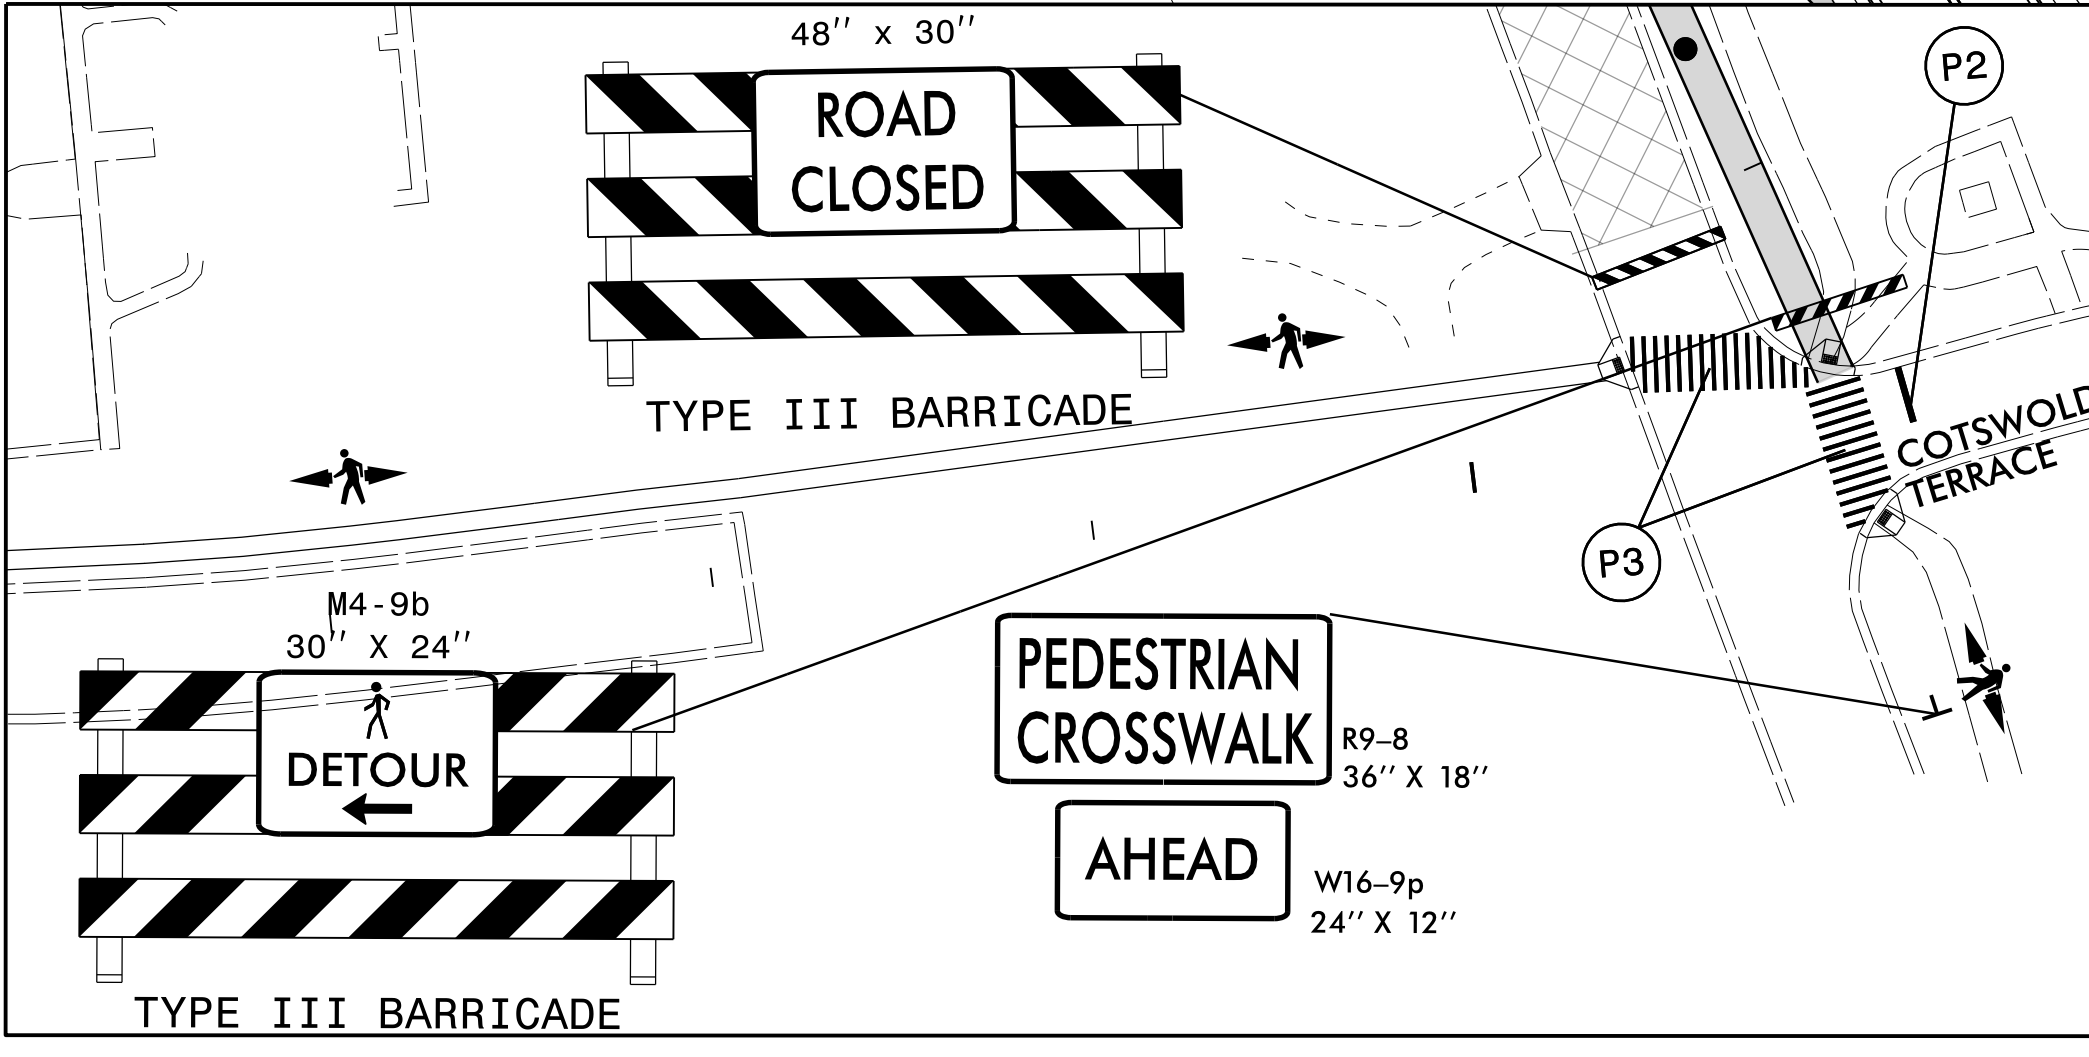 48" x 30"
ROAD
CLOSED
TYPE III BARRICADE
P2
COTSWOLD
TERRACE
P3
M4-9b
30" X 24"
DETOUR
TYPE III BARRICADE
PEDESTRIAN
CROSSWALK
R9-8
36" X 18"
AHEAD
W16-9p
24" X 12"